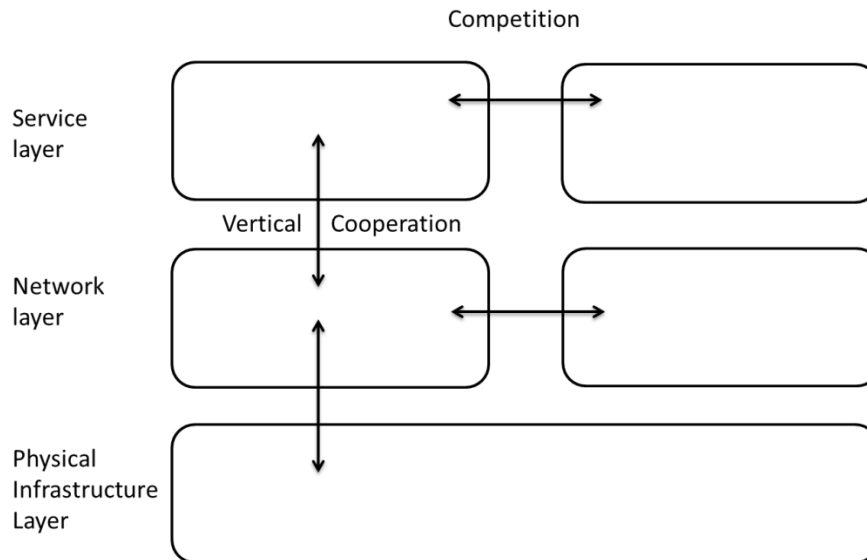 Competition
Service
layer
Vertical Cooperation
Network
layer
Physical
Infrastructure
Layer